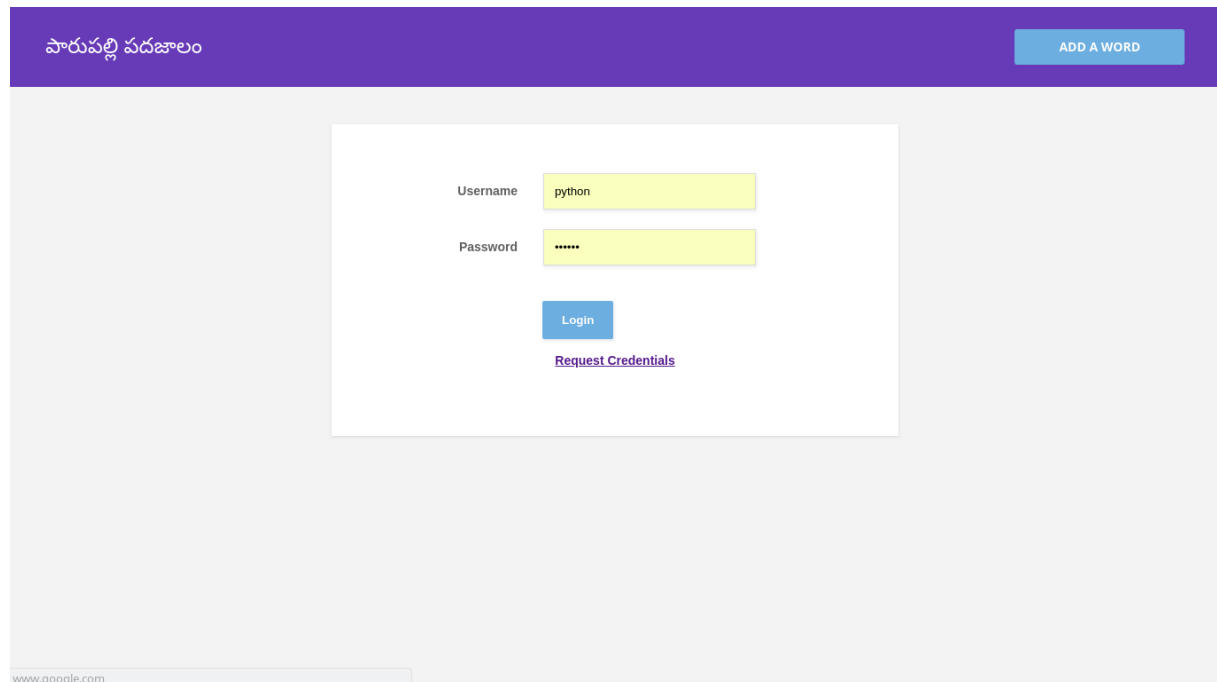 పారుపల్లి పదజాలం
ADD A WORD
Username
python
Password
••••••
Login
Request Credentials
www.google.com